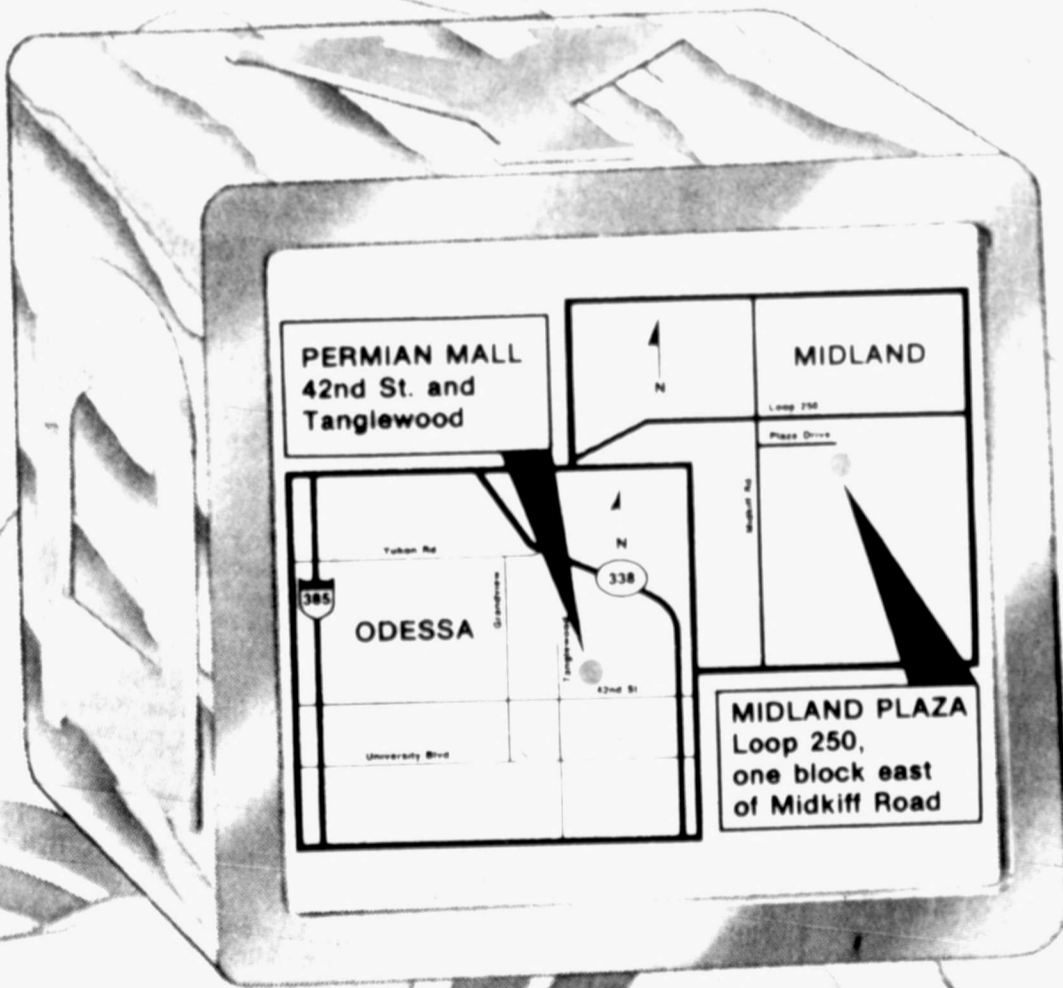 PERMIAN MALL
42nd St. and
Tanglewood
N
MIDLAND
Loop 250
Plaza Drive
Midkiff Rd
Yukon Rd
N
338
385
Grandview
ODESSA
Tanglewood
42nd St
University Blvd
MIDLAND PLAZA
Loop 250,
one block east
of Midkiff Road